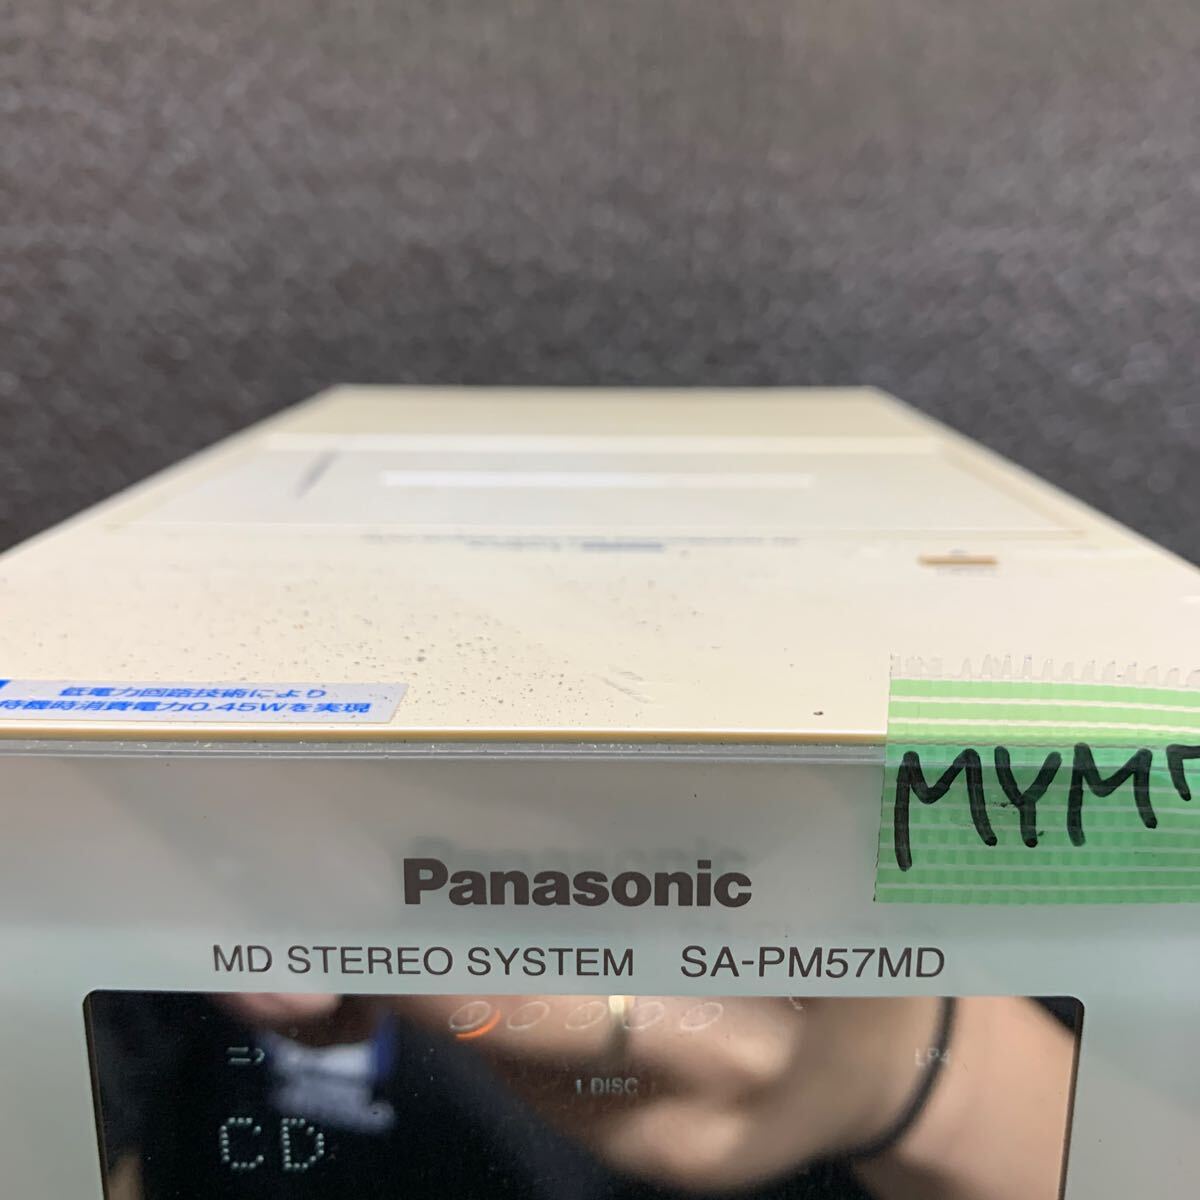 低電力回路技術により
待機時消費電力0.45Wを実現
MYM
Panasonic
MD STEREO SYSTEM SA-PM57MD
1 DISC
LP4
CD